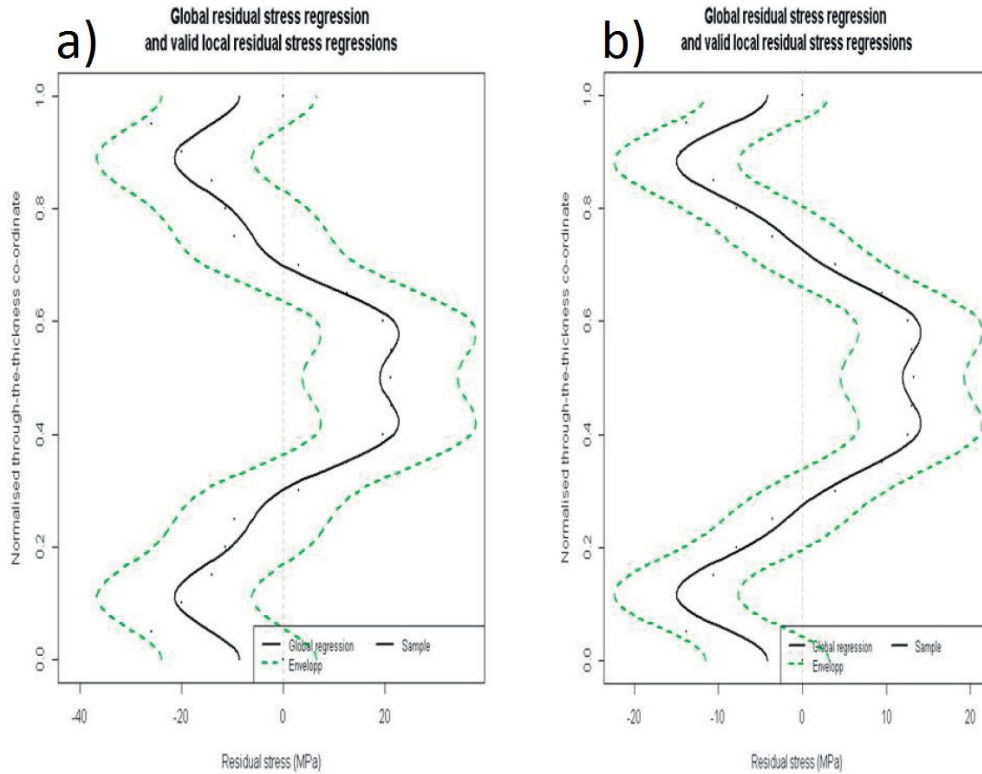 a)
Global residual stress regression
and valid local residual stress regressions
Normalised through-the-thickness co-ordinate
1.0
0.8
0.6
0.4
0.2
0.0
Global regression
Sample
Envelopp
-40
-20
0
20
Residual stress (MPa)
b)
Global residual stress regression
and valid local residual stress regressions
Normalised through-the-thickness co-ordinate
1.0
0.8
0.6
0.4
0.2
0.0
Global regression
Sample
Envelopp
-20
-10
0
10
20
Residual stress (MPa)